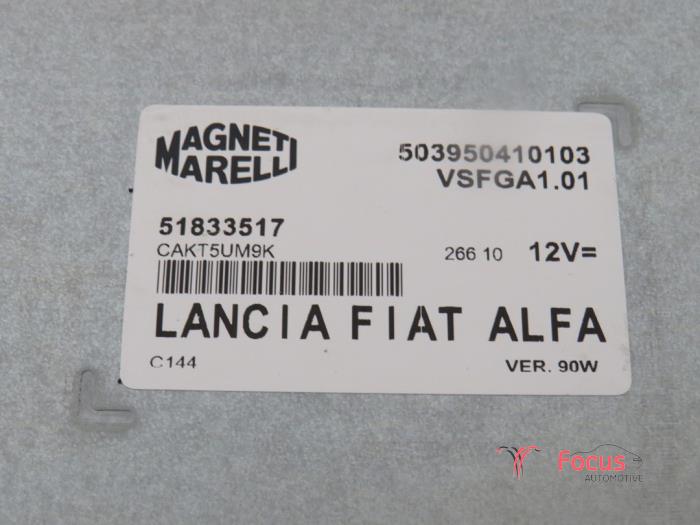 MAGNETI
MARELLI
503950410103
VSFGA1.01
51833517
CAKT5UM9K
266 10 12V=
LANCIA FIAT ALFA
C144
VER. 90W
Focus
AUTOMOTIVE